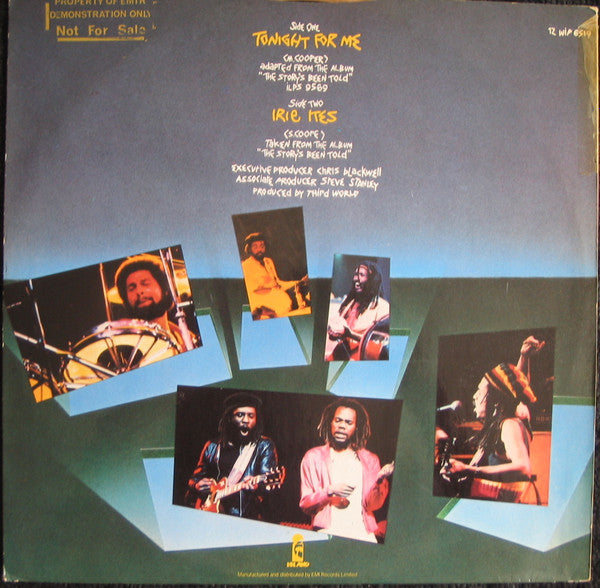 PROPERTY OF EMI R
DEMONSTRATION ONLY
Not For Sale
SIDE ONE
TONIGHT FOR ME
(M. COOPER)
ADAPTED FROM THE ALBUM
"THE STORY'S BEEN TOLD"
ILPS 9569
SIDE TWO
IRIE ITES
(S. COORE)
TAKEN FROM THE ALBUM
"THE STORY'S BEEN TOLD"
EXECUTIVE PRODUCER CHRIS BLACKWELL
ASSOCIATE PRODUCER STEVE STANLEY
PRODUCED BY THIRD WORLD
12 WIP 6519
ISLAND
Manufactured and distributed by EMI Records Limited